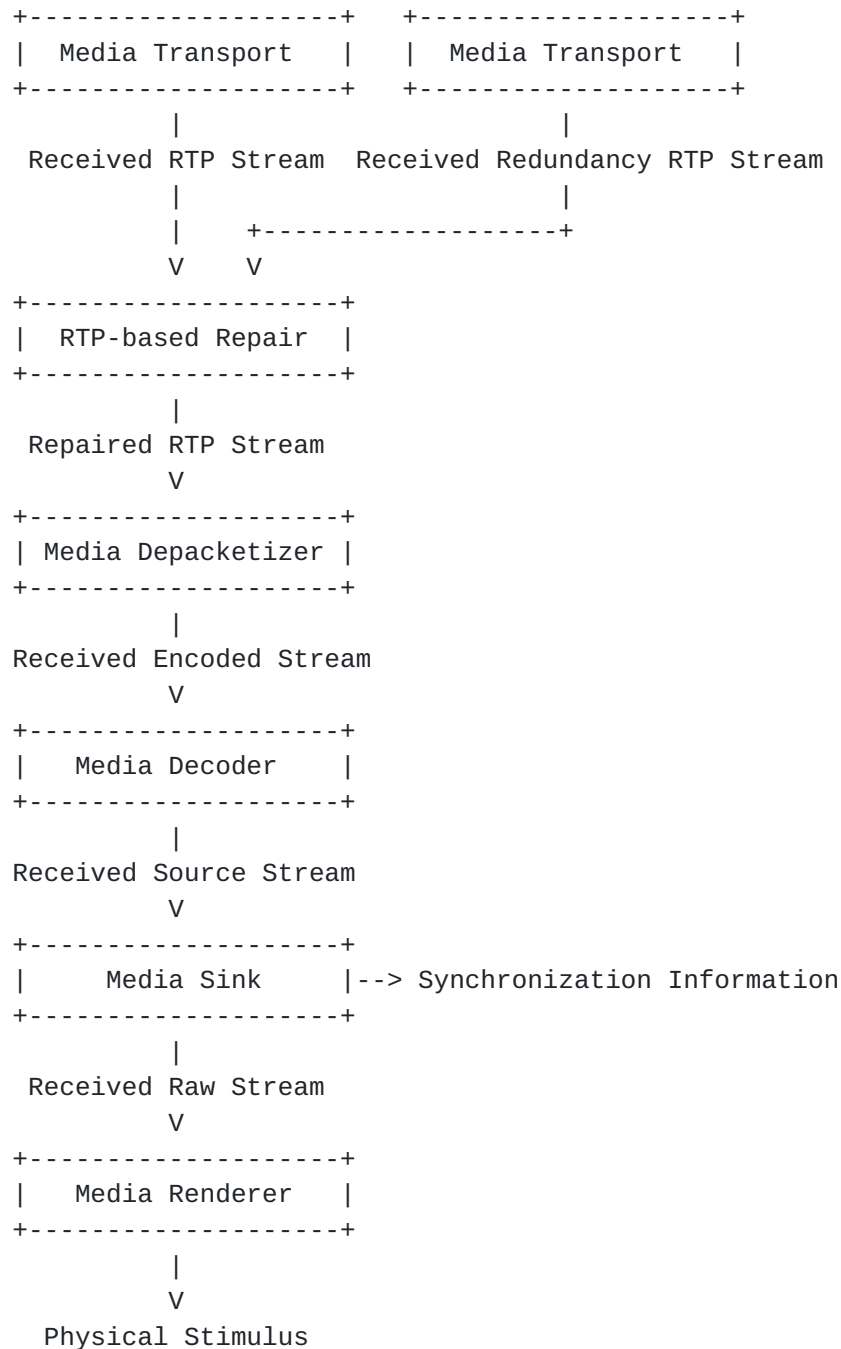 +--------------------+   +--------------------+
|   Media Transport   |   |   Media Transport   |
+--------------------+   +--------------------+
          |                        |
 Received RTP Stream  Received Redundancy RTP Stream
          |                        |
          |    +-------------------+
          V    V
+--------------------+
|  RTP-based Repair  |
+--------------------+
          |
 Repaired RTP Stream
          V
+--------------------+
| Media Depacketizer |
+--------------------+
          |
Received Encoded Stream
          V
+--------------------+
|   Media Decoder    |
+--------------------+
          |
Received Source Stream
          V
+--------------------+
|     Media Sink     |--> Synchronization Information
+--------------------+
          |
 Received Raw Stream
          V
+--------------------+
|   Media Renderer   |
+--------------------+
          |
          V
  Physical Stimulus